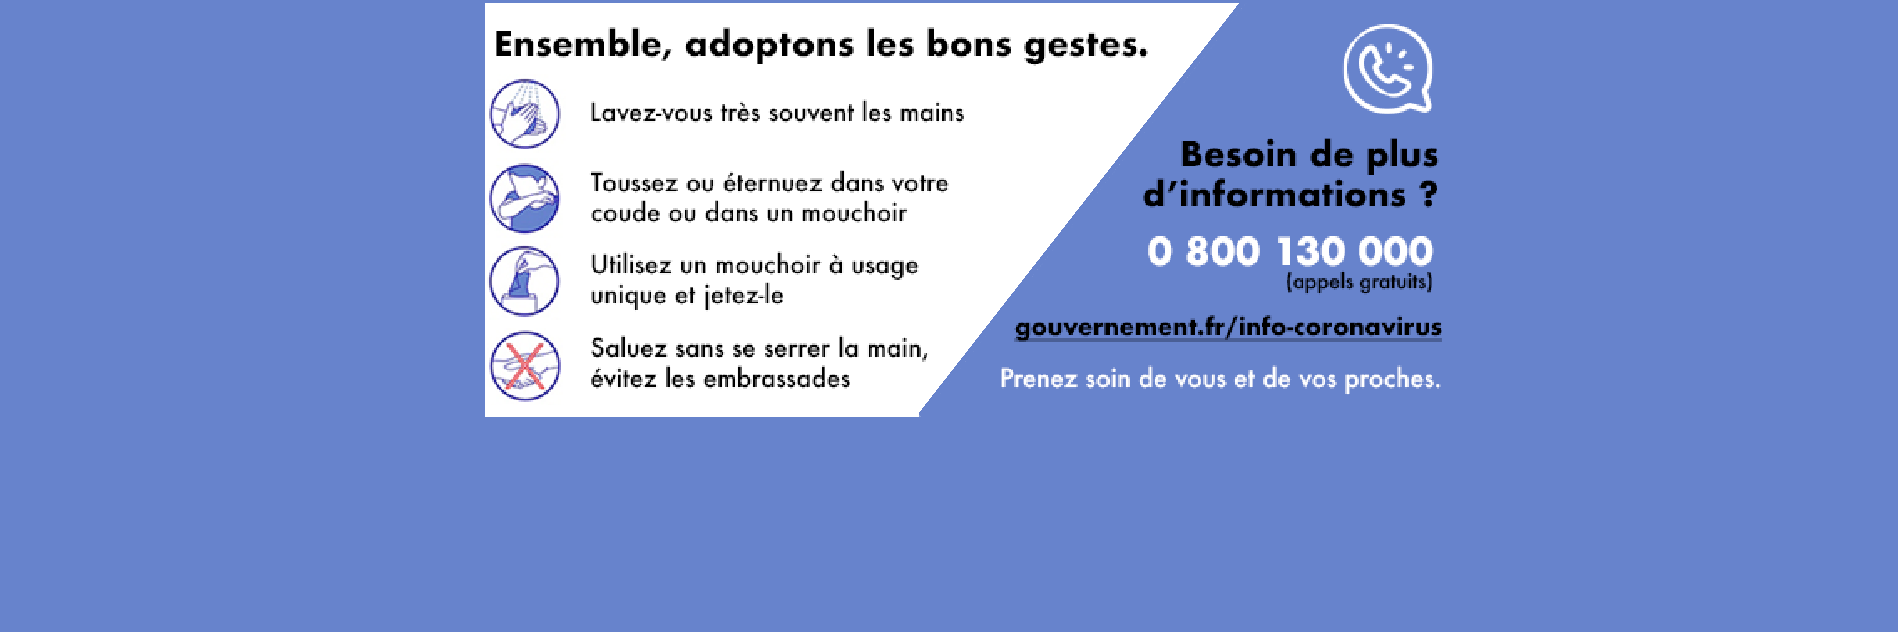 Ensemble, adoptons les bons gestes.
Lavez-vous très souvent les mains
Toussez ou éternuez dans votre
coude ou dans un mouchoir
Utilisez un mouchoir à usage
unique et jetez-le
Saluez sans se serrer la main,
évitez les embrassades
Besoin de plus
d'informations ?
0 800 130 000
(appels gratuits)
gouvernement.fr/info-coronavirus
Prenez soin de vous et de vos proches.